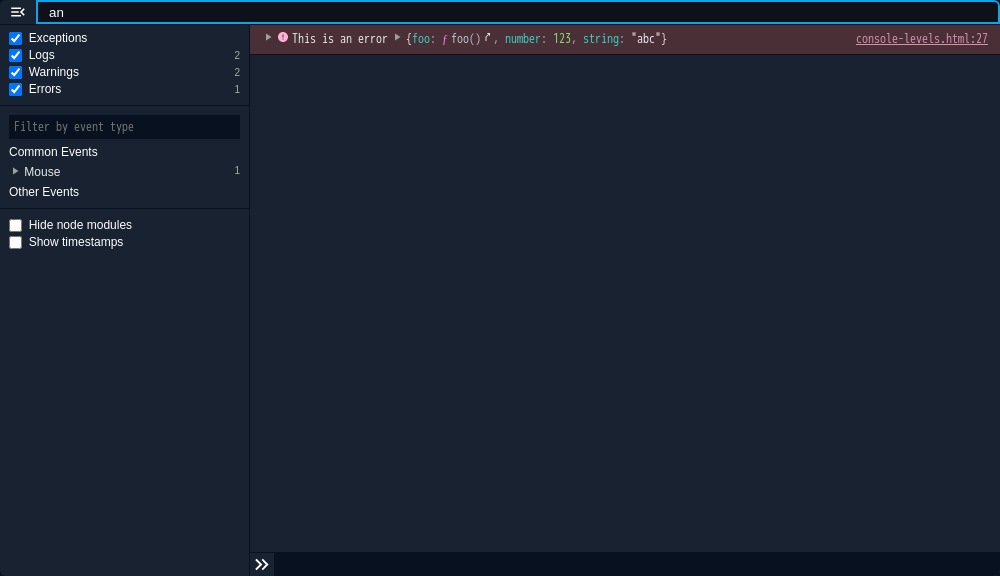 an
Exceptions
Logs 2
Warnings 2
Errors 1
Filter by event type
Common Events
Mouse 1
Other Events
Hide node modules
Show timestamps
This is an error {foo: ƒ foo(), number: 123, string: "abc"} console-levels.html:27